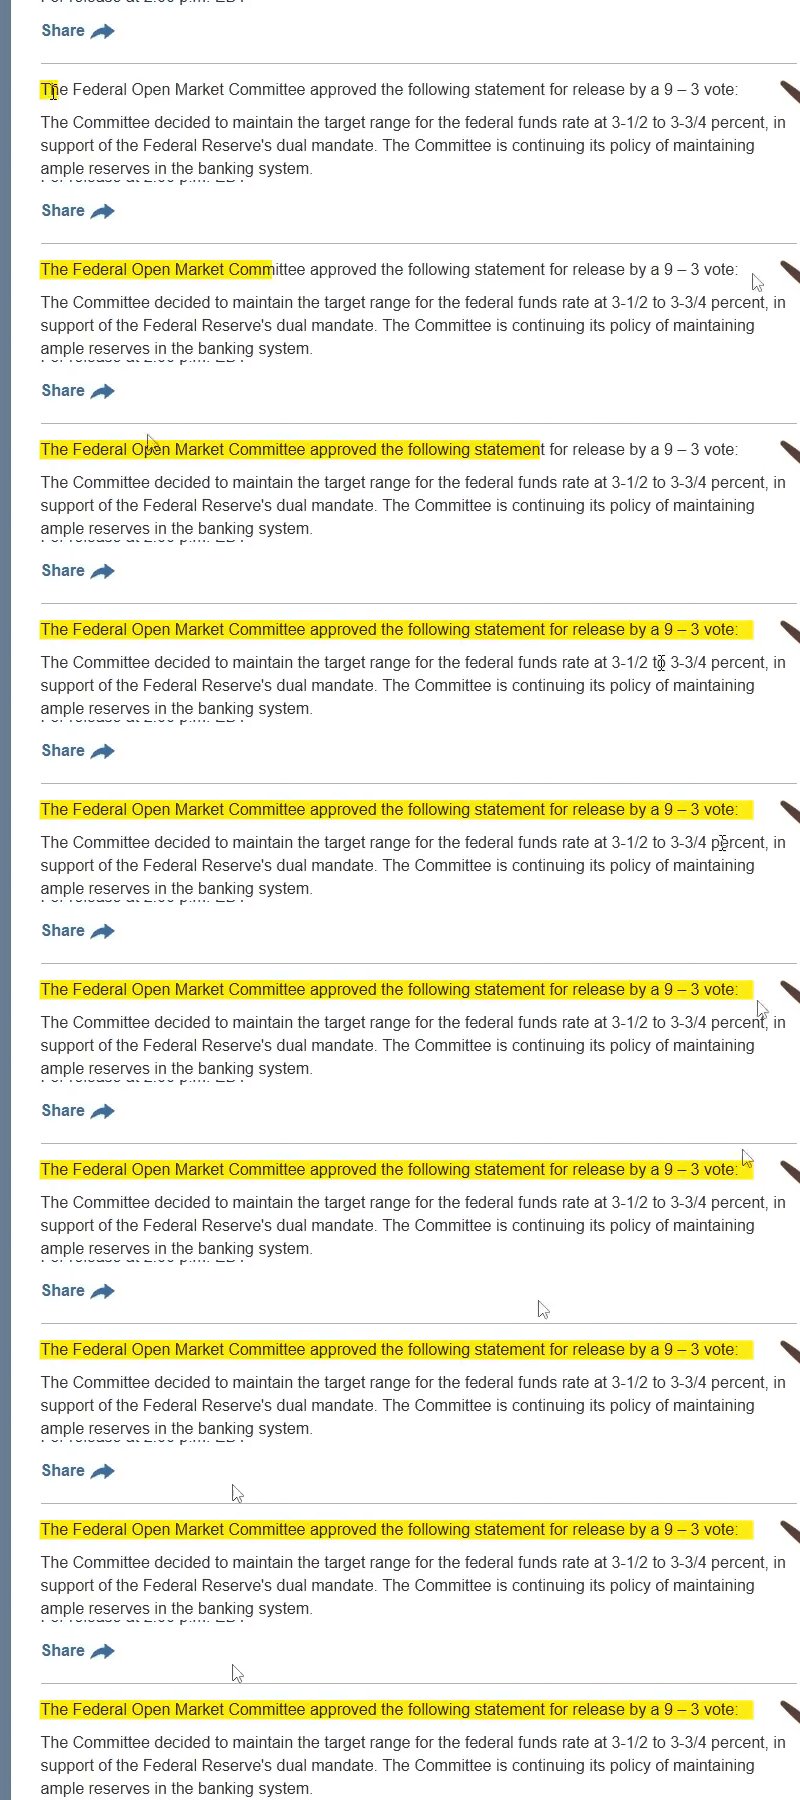 Share
The Federal Open Market Committee approved the following statement for release by a 9 – 3 vote:
The Committee decided to maintain the target range for the federal funds rate at 3-1/2 to 3-3/4 percent, in
support of the Federal Reserve's dual mandate. The Committee is continuing its policy of maintaining
ample reserves in the banking system.
Share
The Federal Open Market Committee approved the following statement for release by a 9 – 3 vote:
The Committee decided to maintain the target range for the federal funds rate at 3-1/2 to 3-3/4 percent, in
support of the Federal Reserve's dual mandate. The Committee is continuing its policy of maintaining
ample reserves in the banking system.
Share
The Federal Open Market Committee approved the following statement for release by a 9 – 3 vote:
The Committee decided to maintain the target range for the federal funds rate at 3-1/2 to 3-3/4 percent, in
support of the Federal Reserve's dual mandate. The Committee is continuing its policy of maintaining
ample reserves in the banking system.
Share
The Federal Open Market Committee approved the following statement for release by a 9 – 3 vote:
The Committee decided to maintain the target range for the federal funds rate at 3-1/2 to 3-3/4 percent, in
support of the Federal Reserve's dual mandate. The Committee is continuing its policy of maintaining
ample reserves in the banking system.
Share
The Federal Open Market Committee approved the following statement for release by a 9 – 3 vote:
The Committee decided to maintain the target range for the federal funds rate at 3-1/2 to 3-3/4 percent, in
support of the Federal Reserve's dual mandate. The Committee is continuing its policy of maintaining
ample reserves in the banking system.
Share
The Federal Open Market Committee approved the following statement for release by a 9 – 3 vote:
The Committee decided to maintain the target range for the federal funds rate at 3-1/2 to 3-3/4 percent, in
support of the Federal Reserve's dual mandate. The Committee is continuing its policy of maintaining
ample reserves in the banking system.
Share
The Federal Open Market Committee approved the following statement for release by a 9 – 3 vote:
The Committee decided to maintain the target range for the federal funds rate at 3-1/2 to 3-3/4 percent, in
support of the Federal Reserve's dual mandate. The Committee is continuing its policy of maintaining
ample reserves in the banking system.
Share
The Federal Open Market Committee approved the following statement for release by a 9 – 3 vote:
The Committee decided to maintain the target range for the federal funds rate at 3-1/2 to 3-3/4 percent, in
support of the Federal Reserve's dual mandate. The Committee is continuing its policy of maintaining
ample reserves in the banking system.
Share
The Federal Open Market Committee approved the following statement for release by a 9 – 3 vote:
The Committee decided to maintain the target range for the federal funds rate at 3-1/2 to 3-3/4 percent, in
support of the Federal Reserve's dual mandate. The Committee is continuing its policy of maintaining
ample reserves in the banking system.
Share
The Federal Open Market Committee approved the following statement for release by a 9 – 3 vote:
The Committee decided to maintain the target range for the federal funds rate at 3-1/2 to 3-3/4 percent, in
support of the Federal Reserve's dual mandate. The Committee is continuing its policy of maintaining
ample reserves in the banking system.